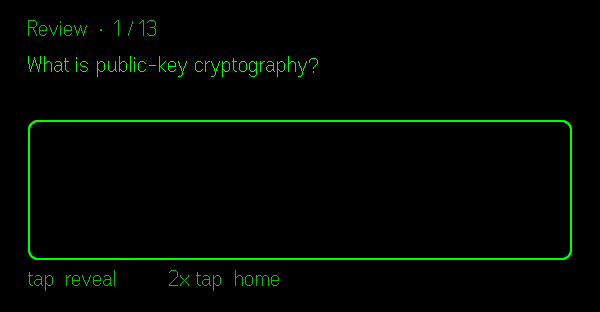 Review · 1 / 13
What is public-key cryptography?
tap reveal 2x tap home